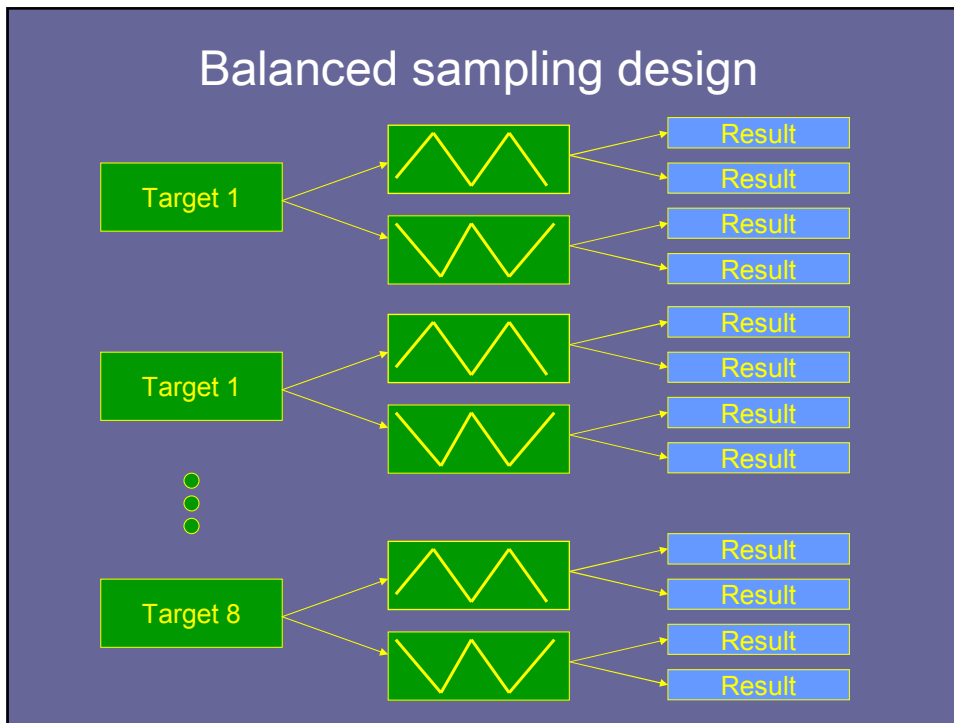 Balanced sampling design
Target 1
Result
Result
Result
Result
Target 1
Result
Result
Result
Result
Target 8
Result
Result
Result
Result